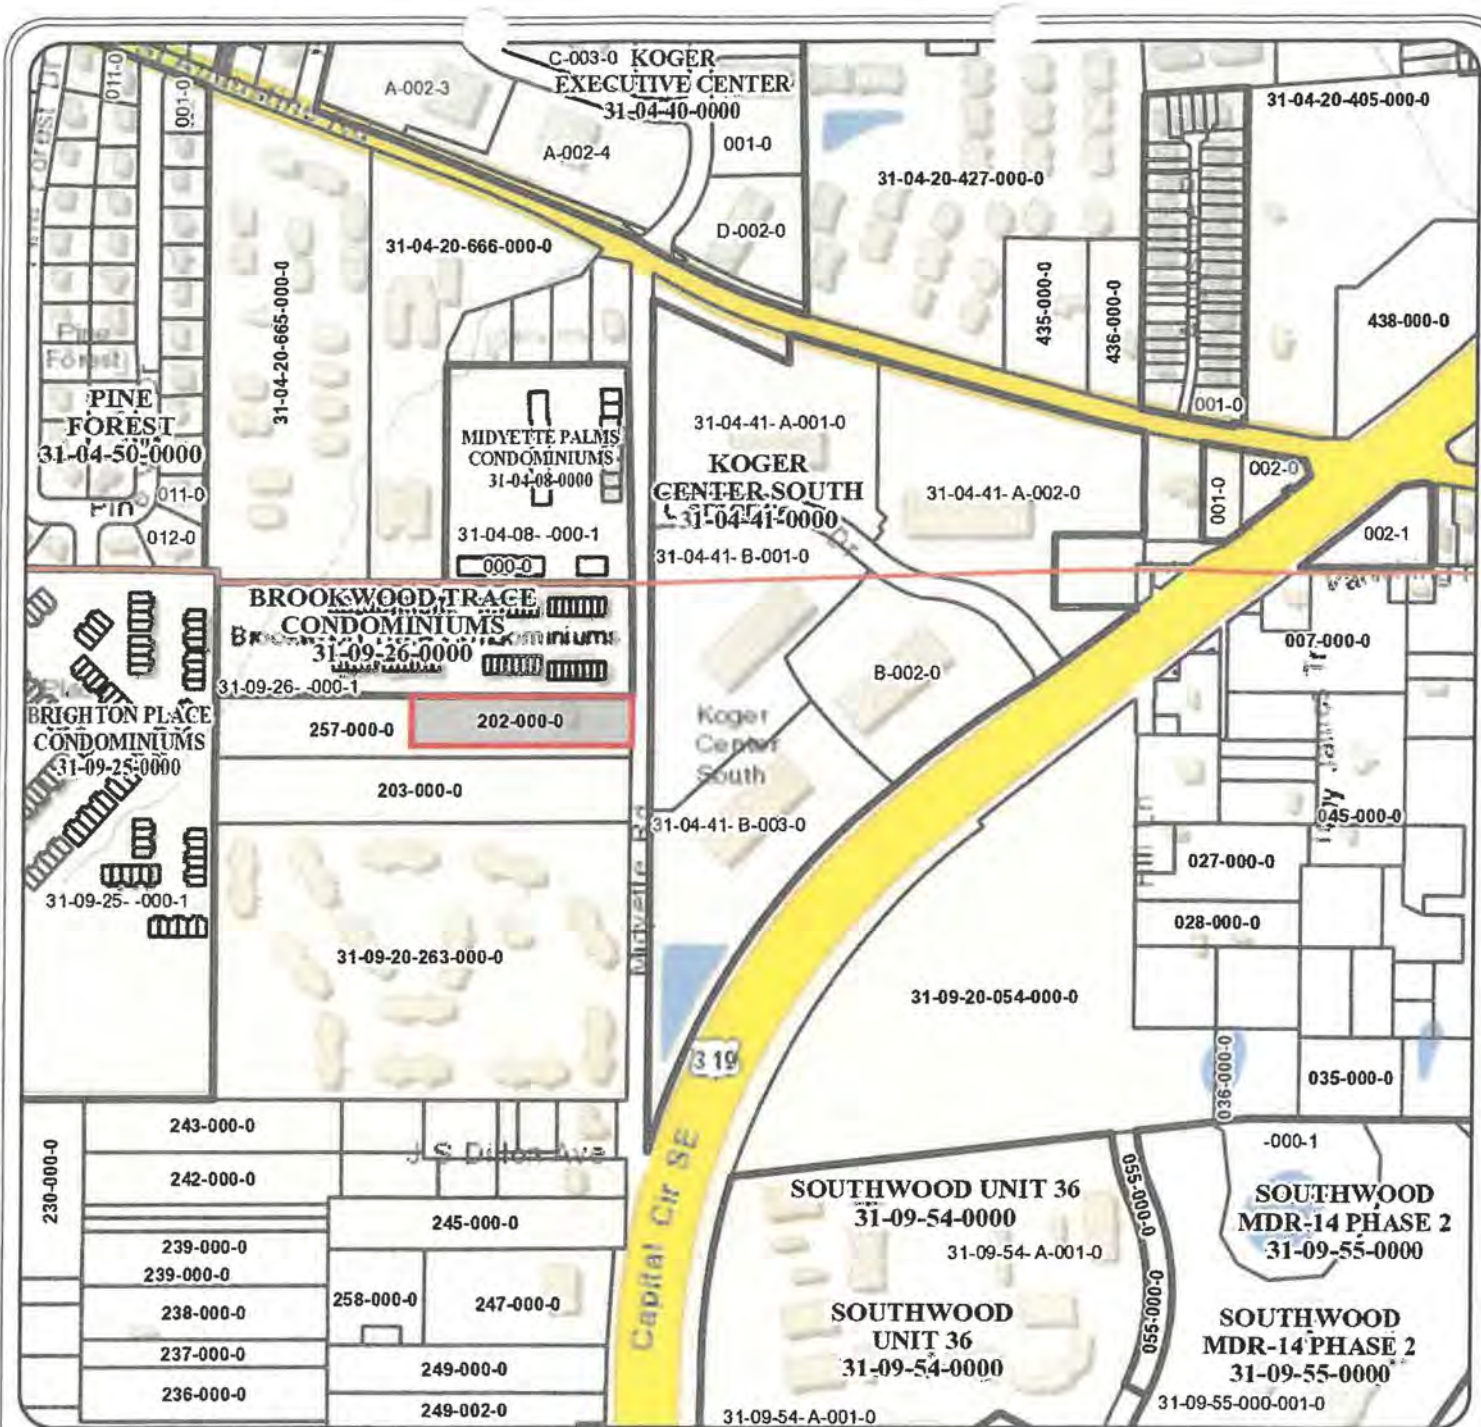 C-003-0 KOGER
EXECUTIVE CENTER
31-04-40-0000
A-002-3
011-0
001-0
A-002-4
001-0
D-002-0
31-04-20-405-000-0
31-04-20-427-000-0
31-04-20-666-000-0
31-04-20-665-000-0
435-000-0
436-000-0
438-000-0
Pine
Forest
PINE
FOREST
31-04-50-0000
011-0
012-0
MIDYETTE PALMS
CONDOMINIUMS
31-04-08-0000
31-04-08- -000-1
000-0
31-04-41- A-001-0
KOGER
CENTER SOUTH
31-04-41-0000
31-04-41- A-002-0
31-04-41- B-001-0
Dr
001-0
002-0
001-0
002-1
BROOKWOOD TRACE
CONDOMINIUMS
31-09-26-0000
31-09-26- -000-1
BRIGHTON PLACE
CONDOMINIUMS
31-09-25-0000
257-000-0
202-000-0
203-000-0
B-002-0
Koger
Center
South
31-04-41- B-003-0
007-000-0
045-000-0
027-000-0
028-000-0
31-09-25- -000-1
31-09-20-263-000-0
Midyette Rd
31-09-20-054-000-0
319
036-000-0
035-000-0
243-000-0
J S Dillon Ave
230-000-0
242-000-0
245-000-0
239-000-0
239-000-0
238-000-0
258-000-0
247-000-0
237-000-0
249-000-0
236-000-0
249-002-0
Capital Cir SE
-000-1
SOUTHWOOD UNIT 36
31-09-54-0000
31-09-54- A-001-0
055-000-0
SOUTHWOOD
MDR-14 PHASE 2
31-09-55-0000
SOUTHWOOD
UNIT 36
31-09-54-0000
055-000-0
SOUTHWOOD
MDR-14 PHASE 2
31-09-55-0000
31-09-55-000-001-0
31-09-54- A-001-0